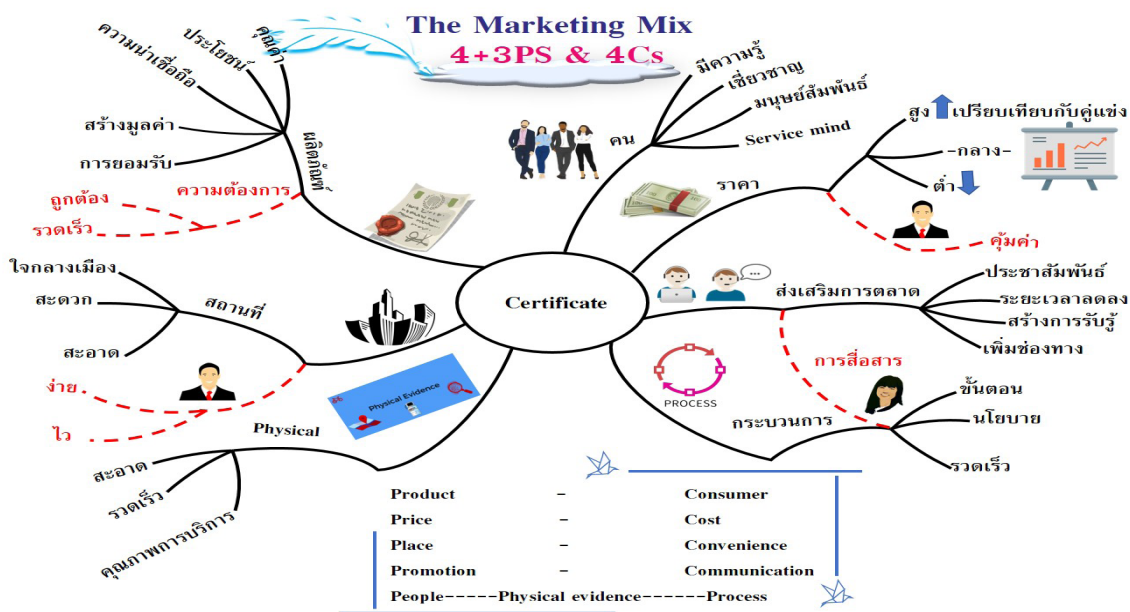 The Marketing Mix
4+3PS & 4Cs
คุณค่า
ประโยชน์
ความน่าเชื่อถือ
สร้างมูลค่า
การยอมรับ
ผลิตภัณฑ์
ความต้องการ
ถูกต้อง
รวดเร็ว
คน
มีความรู้
เชี่ยวชาญ
มนุษย์สัมพันธ์
Service mind
ราคา
สูง เปรียบเทียบกับคู่แข่ง
-กลาง-
ต่ำ
คุ้มค่า
Certificate
สถานที่
ใจกลางเมือง
สะดวก
สะอาด
ง่าย
ไว
ส่งเสริมการตลาด
ประชาสัมพันธ์
ระยะเวลาลดลง
สร้างการรับรู้
เพิ่มช่องทาง
การสื่อสาร
Physical Evidence
Physical
สะอาด
รวดเร็ว
คุณภาพการบริการ
PROCESS
กระบวนการ
ขั้นตอน
นโยบาย
รวดเร็ว
Product - Consumer
Price - Cost
Place - Convenience
Promotion - Communication
People-----Physical evidence------Process